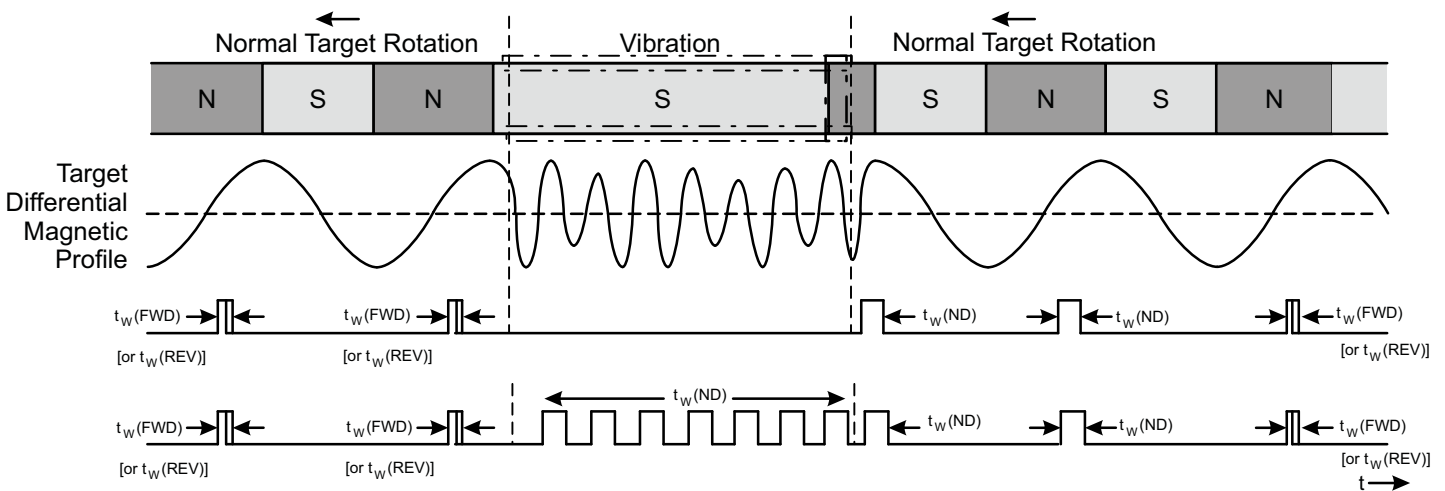 Normal Target Rotation
Vibration
Normal Target Rotation
N
S
N
S
S
N
S
N
Target
Differential
Magnetic
Profile
tW(FWD)
[or tW(REV)]
tW(FWD)
[or tW(REV)]
tW(ND)
tW(ND)
tW(FWD)
[or tW(REV)]
tW(ND)
tW(FWD)
[or tW(REV)]
tW(FWD)
[or tW(REV)]
tW(ND)
tW(ND)
tW(FWD)
[or tW(REV)]
t